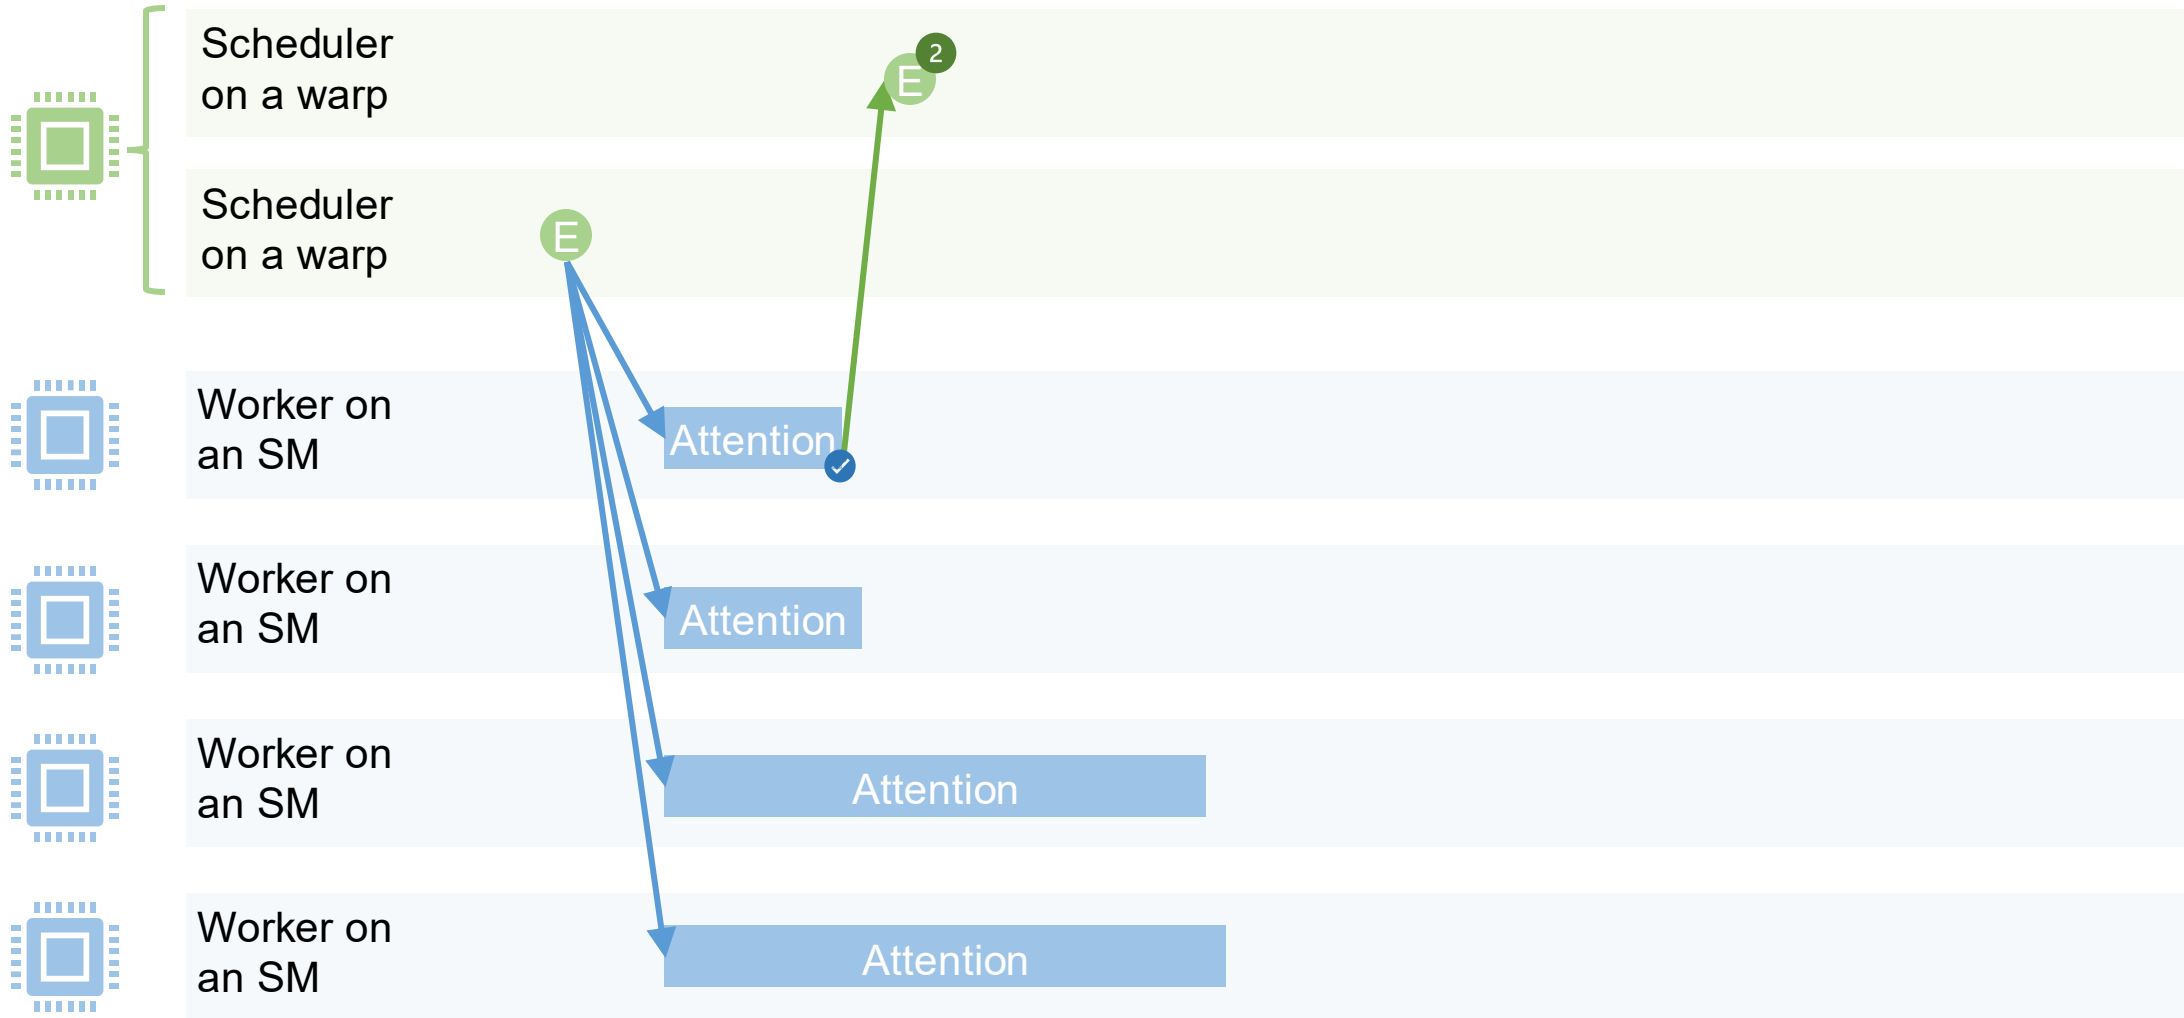 Scheduler
on a warp
E
2
Scheduler
on a warp
E
Worker on
an SM
Attention
Worker on
an SM
Attention
Worker on
an SM
Attention
Worker on
an SM
Attention